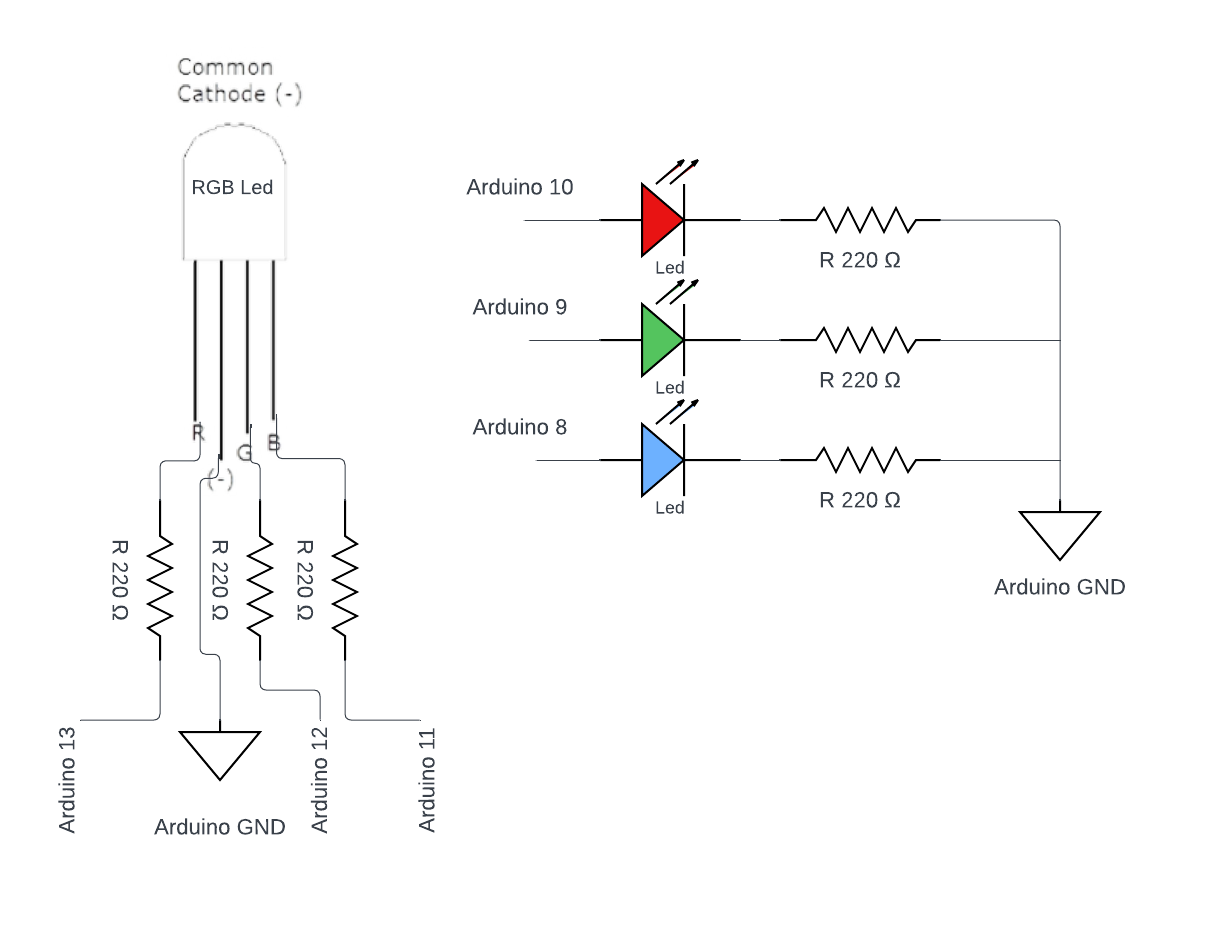 Common
Cathode (-)
RGB Led
R
G
B
(-)
R 220 Ω
R 220 Ω
R 220 Ω
Arduino 13
Arduino GND
Arduino 12
Arduino 11
Arduino 10
Led
R 220 Ω
Arduino 9
Led
R 220 Ω
Arduino 8
Led
R 220 Ω
Arduino GND